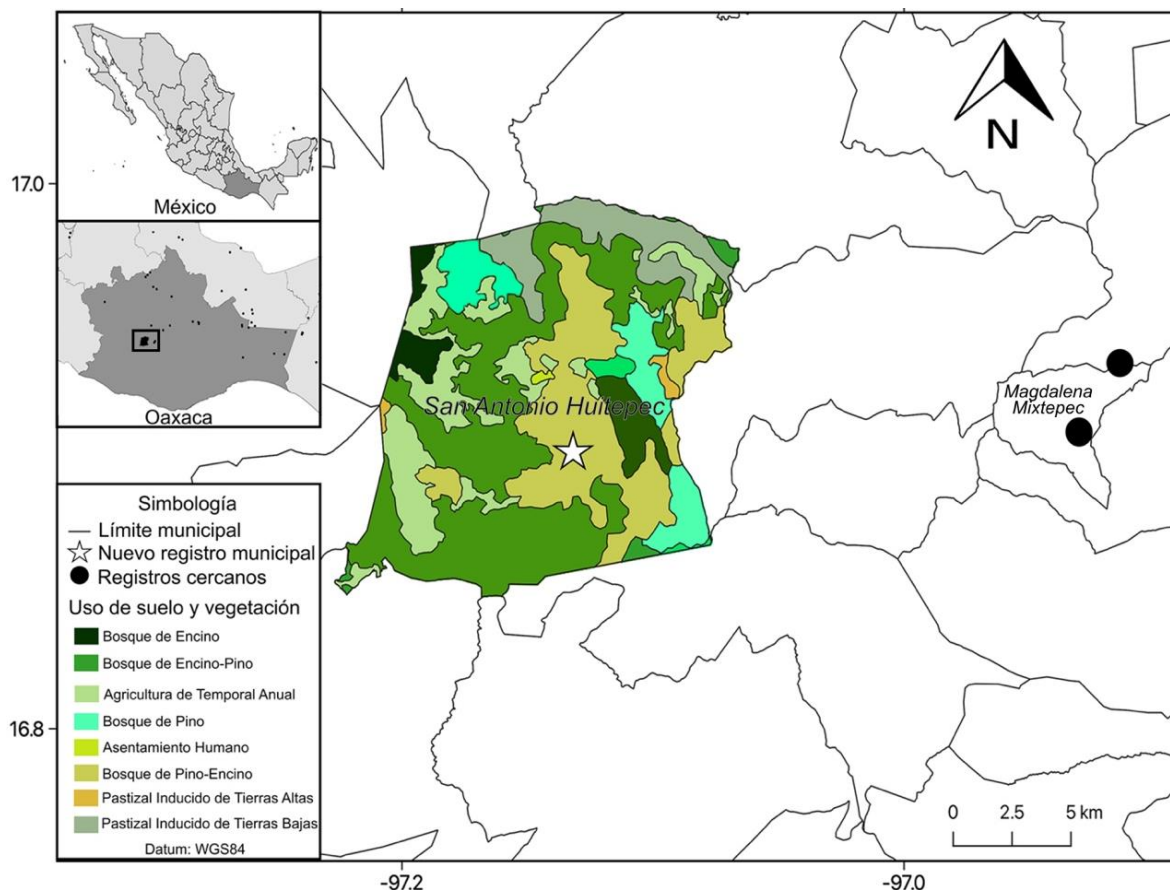 México
Oaxaca
Simbología
Límite municipal
Nuevo registro municipal
Registros cercanos
Uso de suelo y vegetación
Bosque de Encino
Bosque de Encino-Pino
Agricultura de Temporal Anual
Bosque de Pino
Asentamiento Humano
Bosque de Pino-Encino
Pastizal Inducido de Tierras Altas
Pastizal Inducido de Tierras Bajas
Datum: WGS84
17.0
16.8
-97.2
-97.0
San Antonio Huitepec
Magdalena
Mixtepec
N
0 2.5 5 km